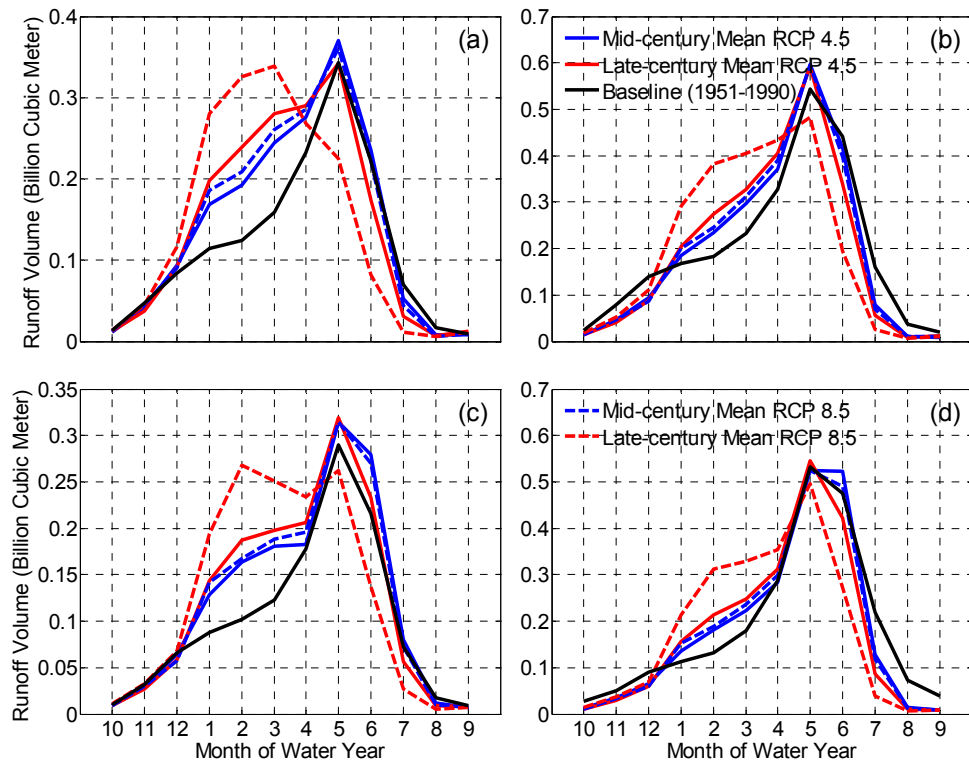 (a)
0.4
0.3
0.2
0.1
0
Runoff Volume (Billion Cubic Meter)
(b)
Mid-century Mean RCP 4.5
Late-century Mean RCP 4.5
Baseline (1951-1990)
0.7
0.6
0.5
0.4
0.3
0.2
0.1
0
(c)
0.35
0.3
0.25
0.2
0.15
0.1
0.05
0
Runoff Volume (Billion Cubic Meter)
10 11 12 1 2 3 4 5 6 7 8 9
Month of Water Year
(d)
Mid-century Mean RCP 8.5
Late-century Mean RCP 8.5
0.7
0.6
0.5
0.4
0.3
0.2
0.1
0
10 11 12 1 2 3 4 5 6 7 8 9
Month of Water Year